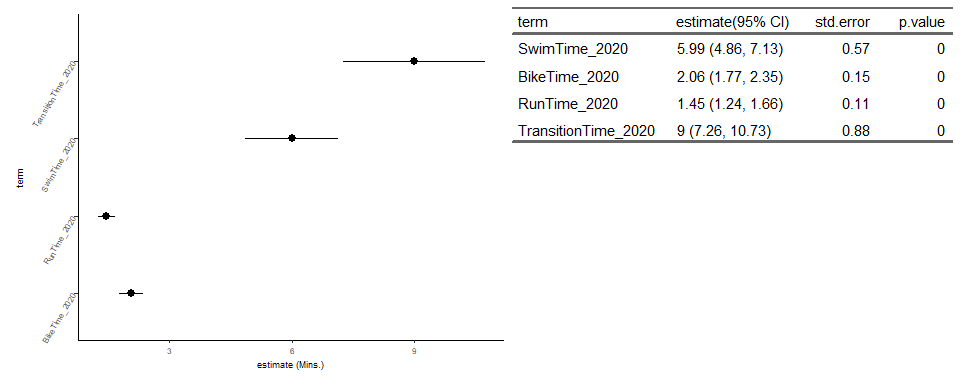 TransitionTime_2020
SwimTime_2020
RunTime_2020
BikeTime_2020
term
3 6 9
estimate (Mins.)
term estimate(95% CI) std.error p.value
SwimTime_2020 5.99 (4.86, 7.13) 0.57 0
BikeTime_2020 2.06 (1.77, 2.35) 0.15 0
RunTime_2020 1.45 (1.24, 1.66) 0.11 0
TransitionTime_2020 9 (7.26, 10.73) 0.88 0